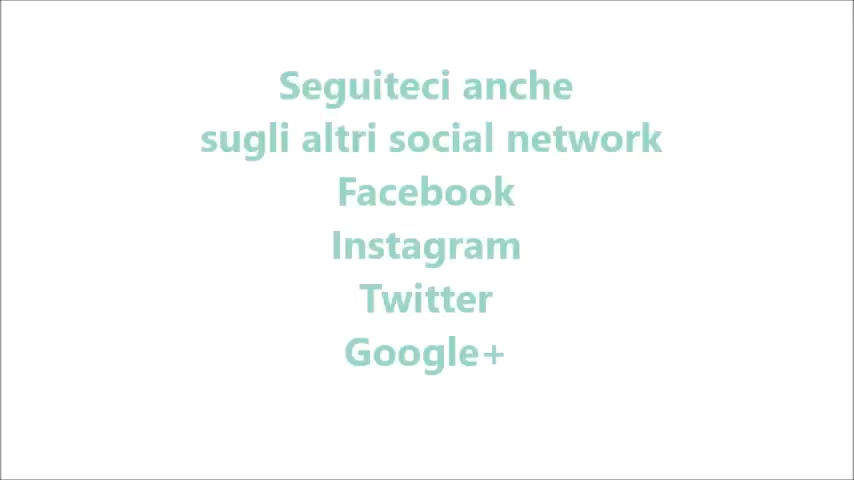 Seguiteci anche
sugli altri social network
Facebook
Instagram
Twitter
Google+